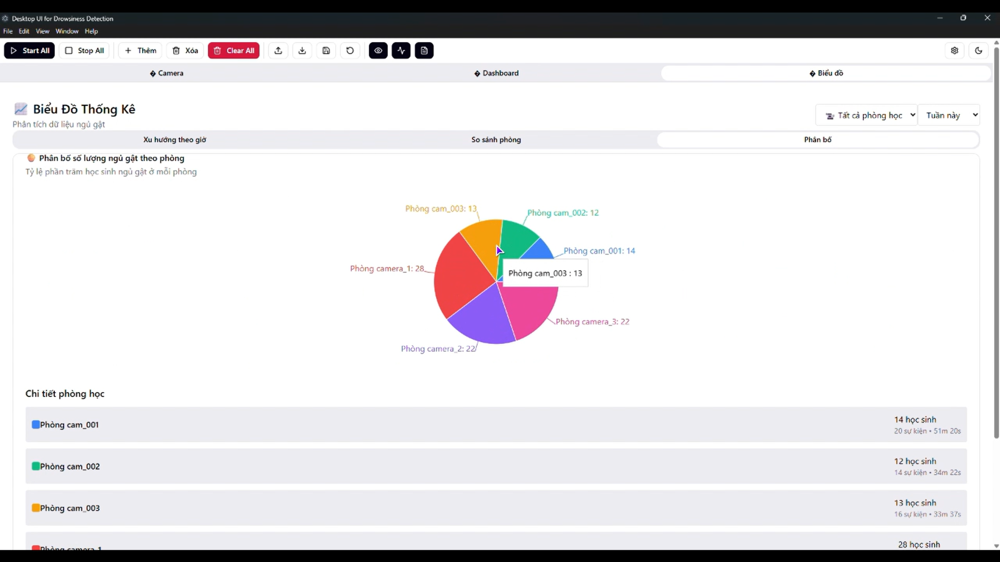 Desktop UI for Drowsiness Detection
File Edit View Window Help
Start All Stop All Thêm Xóa Clear All
Camera Dashboard Biểu đồ
Biểu Đồ Thống Kê
Phân tích dữ liệu ngủ gật
Tất cả phòng học Tuần này
Xu hướng theo giờ So sánh phòng Phân bố
Phân bố số lượng ngủ gật theo phòng
Tỷ lệ phần trăm học sinh ngủ gật ở mỗi phòng
Phòng cam_003: 13
Phòng cam_002: 12
Phòng cam_001: 14
Phòng camera_1: 28
Phòng cam_003 : 13
Phòng camera_3: 22
Phòng camera_2: 22
Chi tiết phòng học
Phòng cam_001
14 học sinh
20 sự kiện • 51m 20s
Phòng cam_002
12 học sinh
14 sự kiện • 34m 22s
Phòng cam_003
13 học sinh
16 sự kiện • 33m 37s
Phòng camera_1
28 học sinh